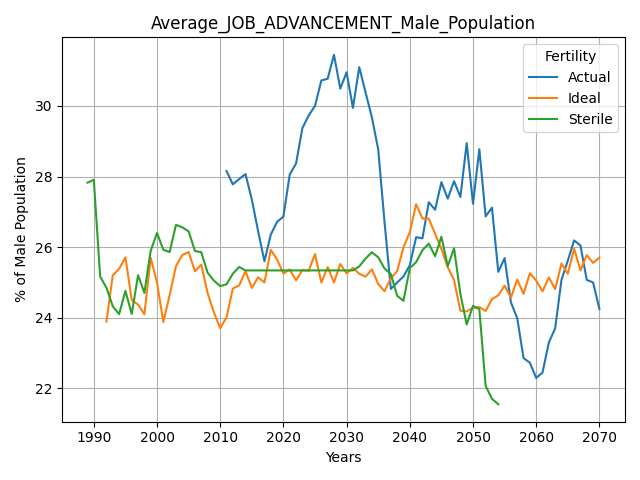 Average_JOB_ADVANCEMENT_Male_Population
Fertility
Actual
Ideal
Sterile
% of Male Population
30
28
26
24
22
1990 2000 2010 2020 2030 2040 2050 2060 2070
Years